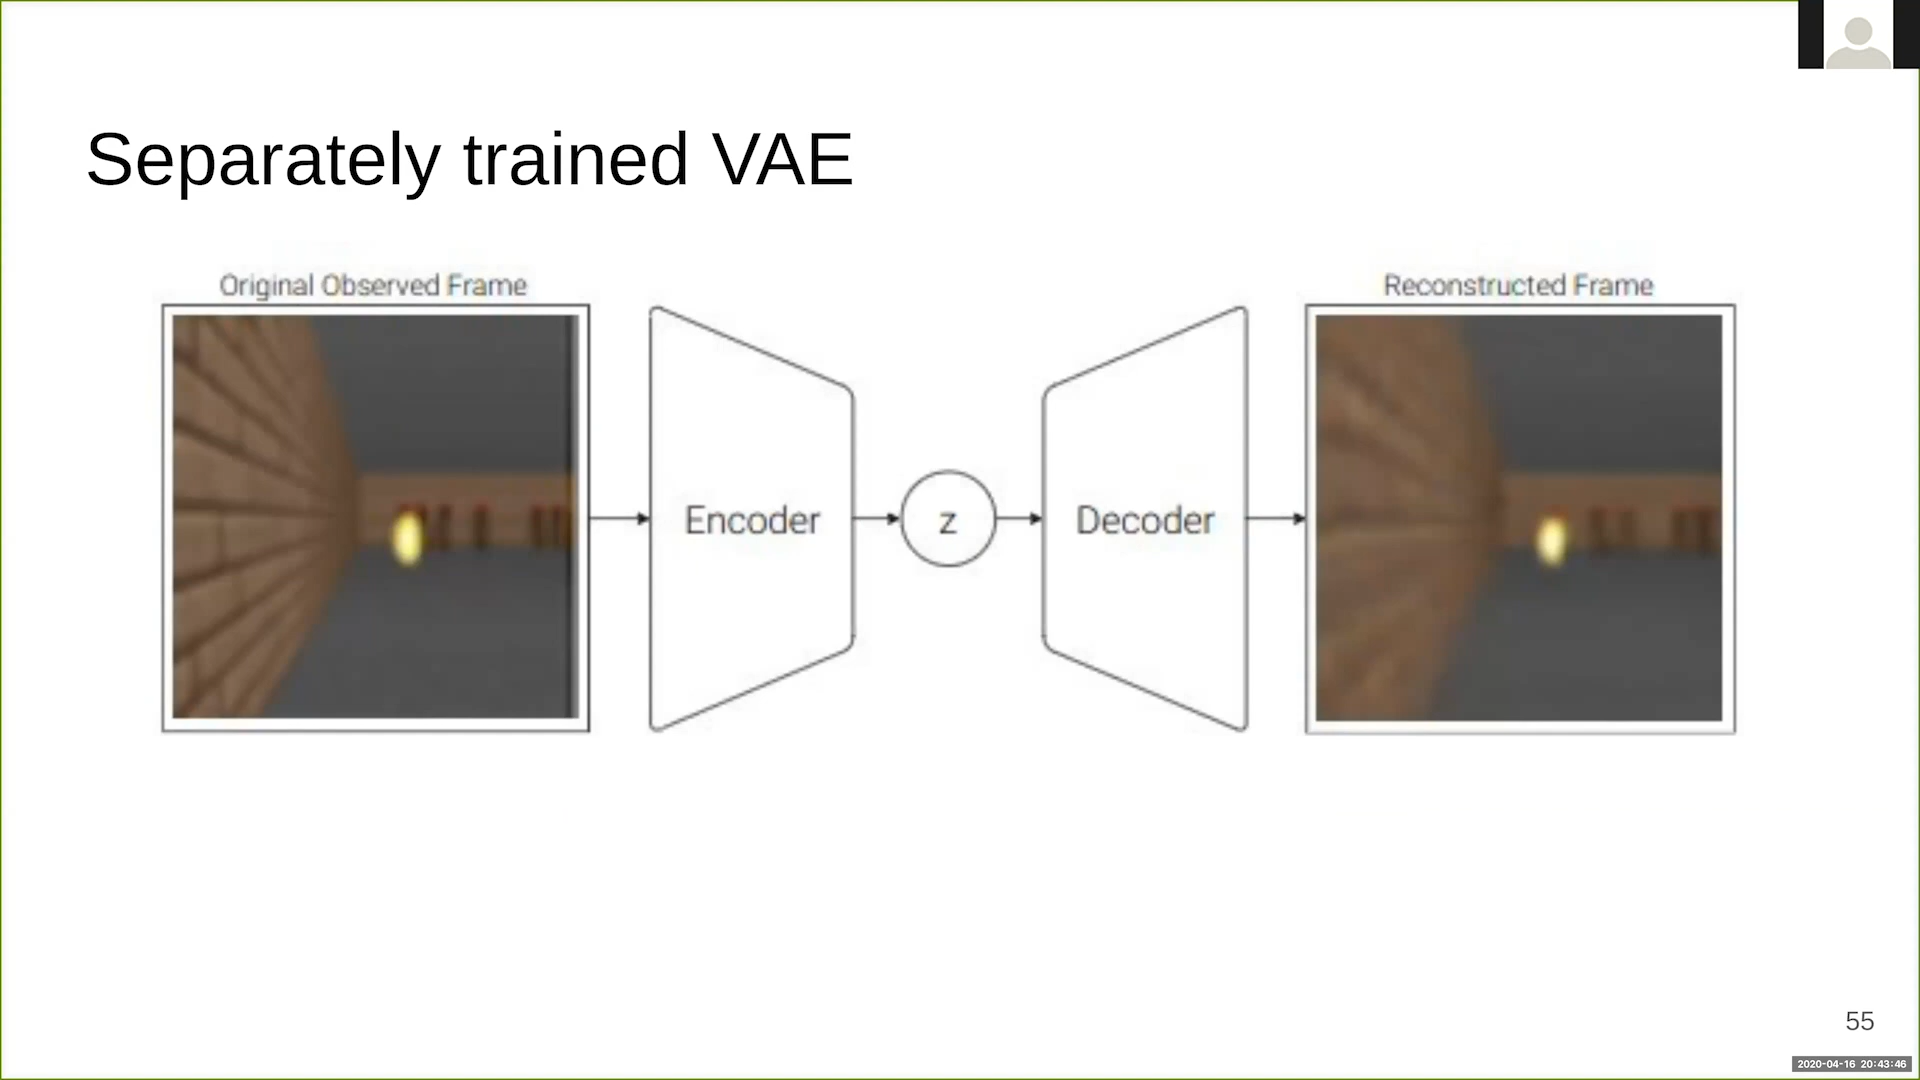 Separately trained VAE
Original Observed Frame
Reconstructed Frame
Encoder
z
Decoder
55
2020-04-16 20:43:46